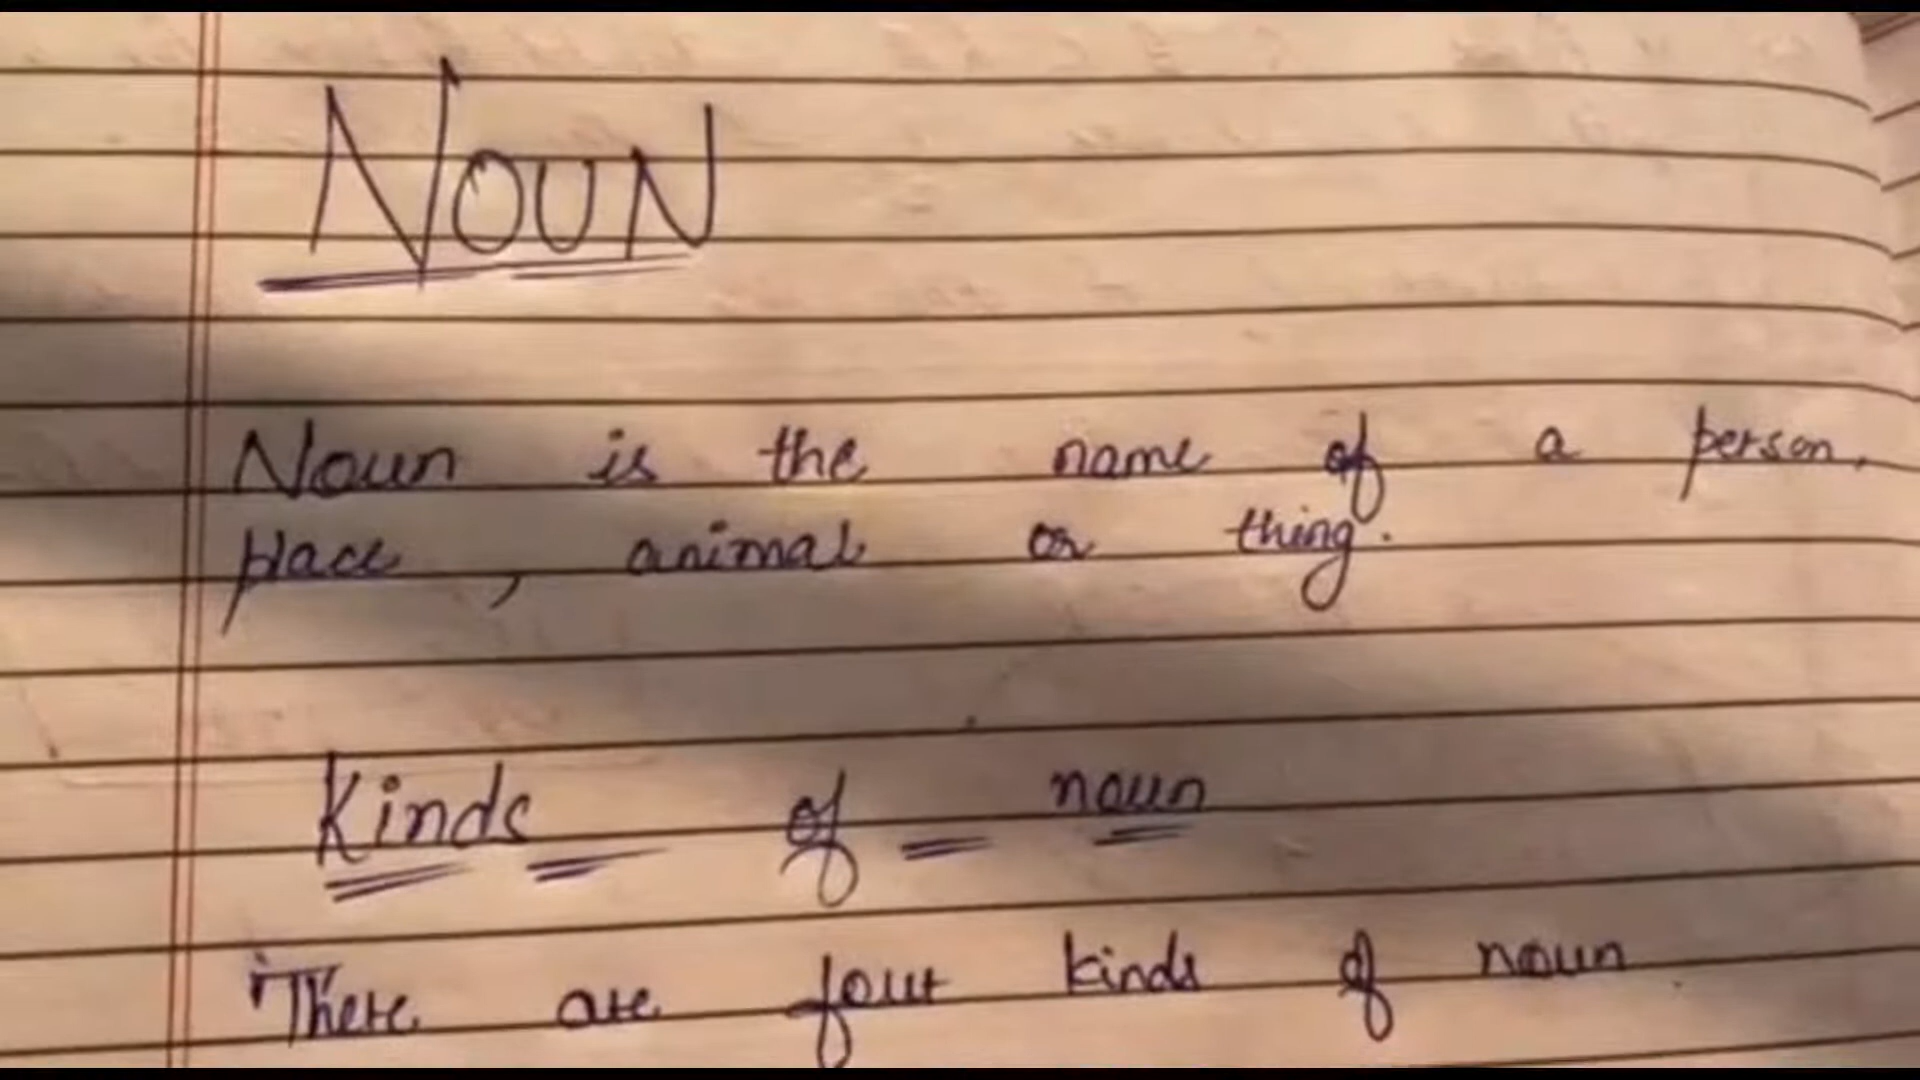 NOUN
Noun is the name of a person,
place, animal or thing.
Kinds of noun
There are four kinds of noun